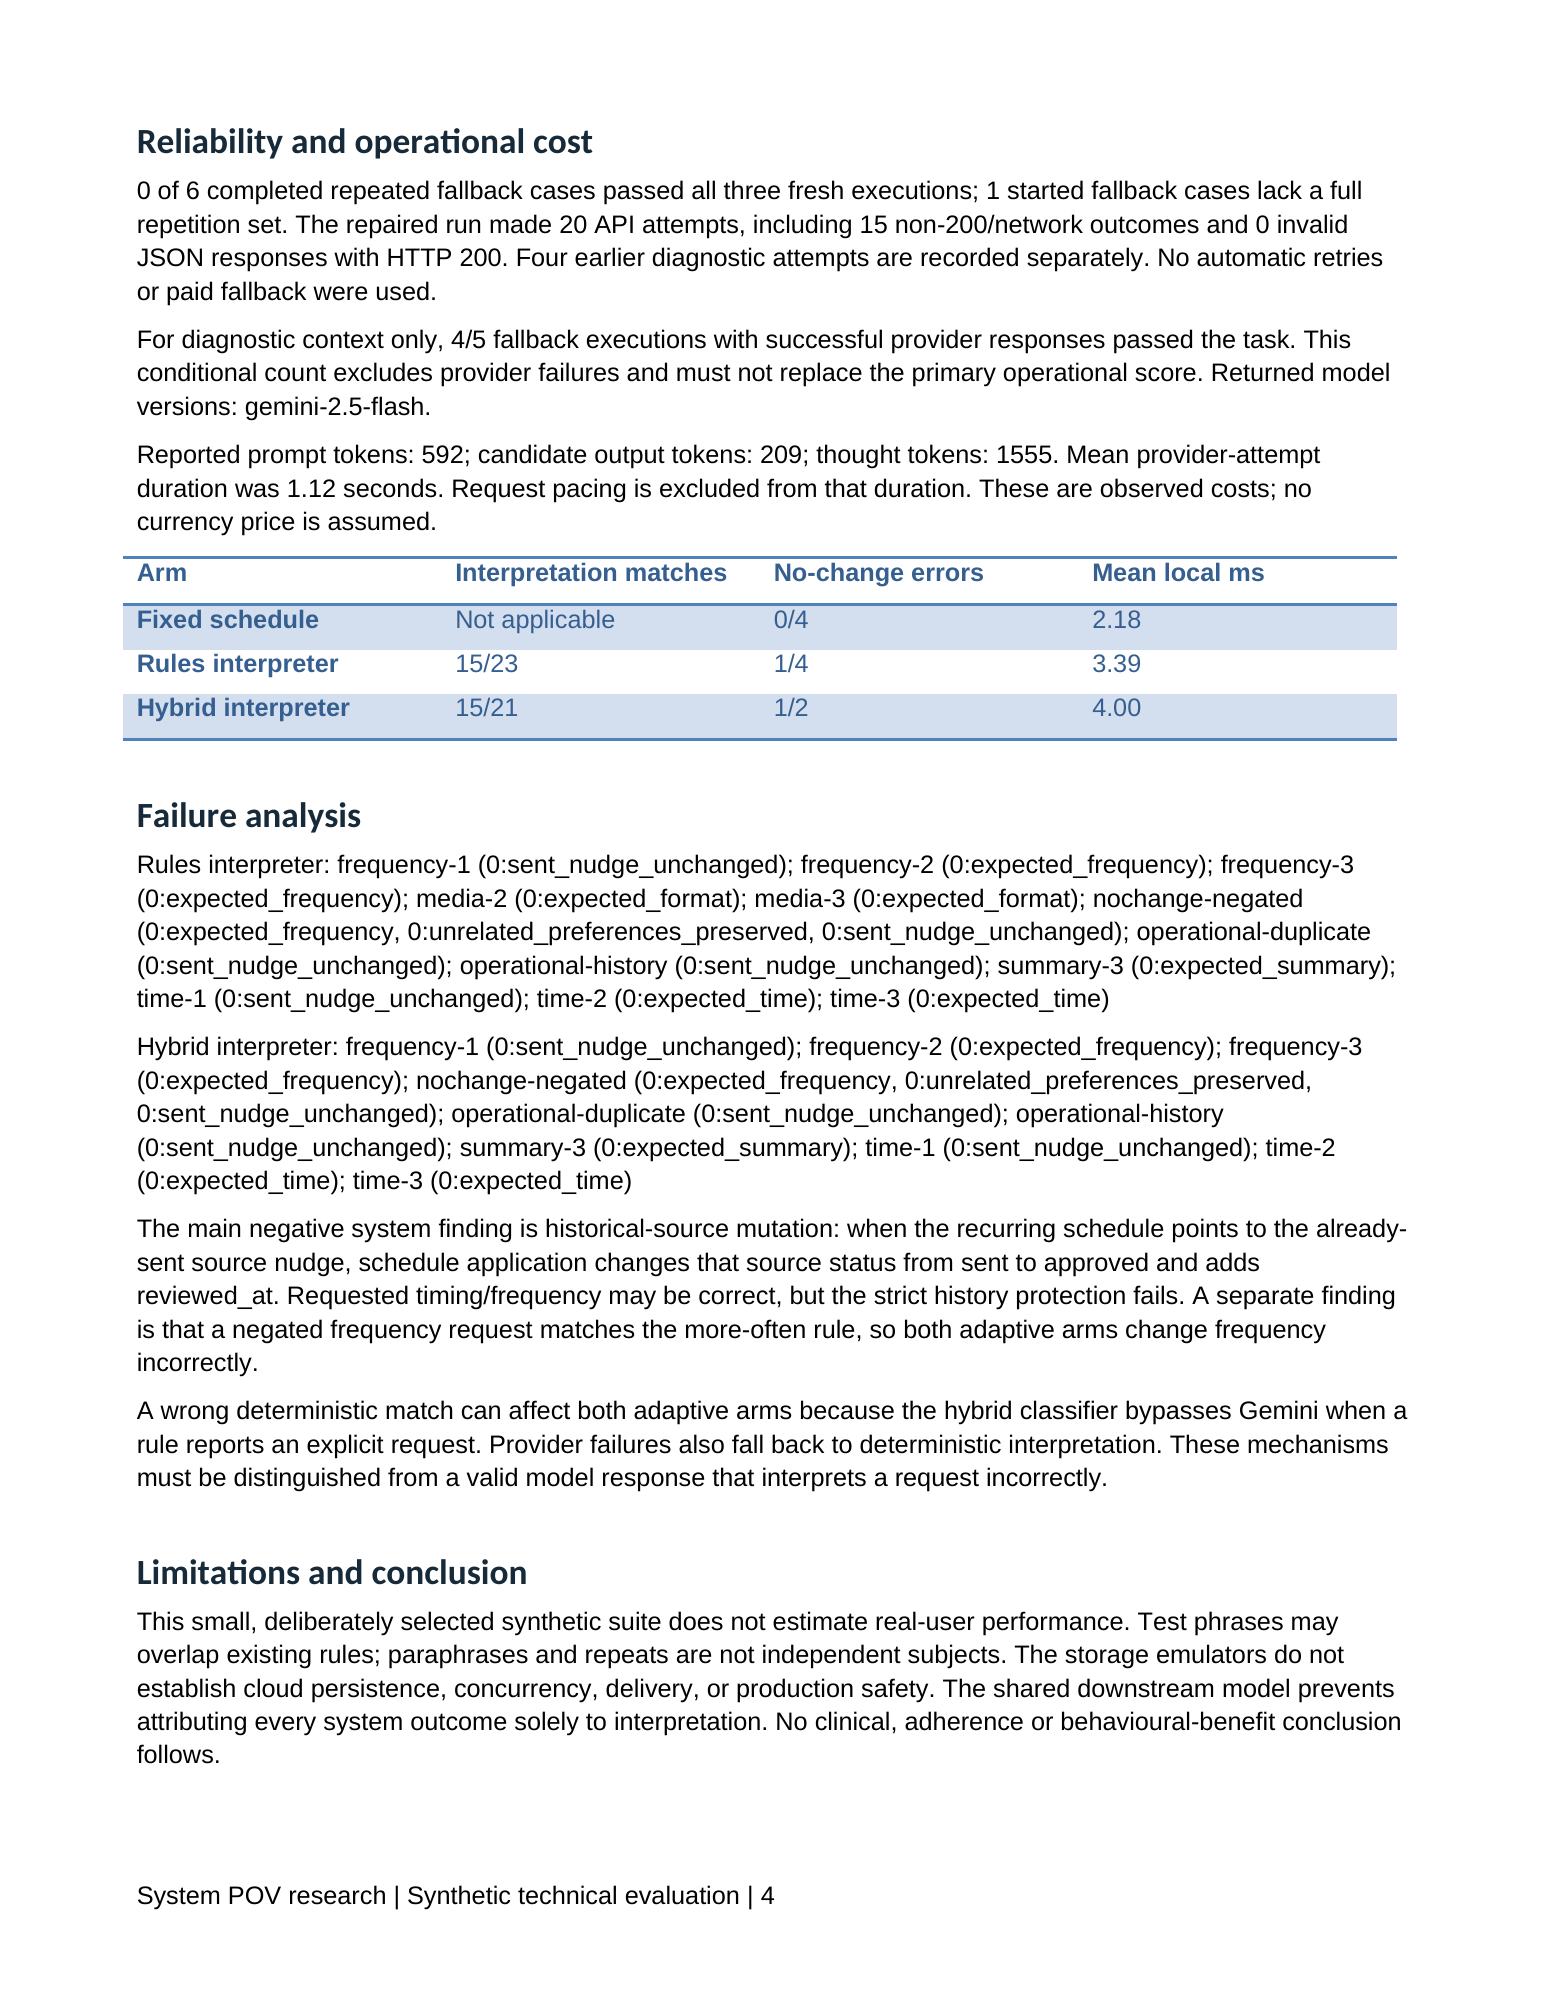 Reliability and operational cost
0 of 6 completed repeated fallback cases passed all three fresh executions; 1 started fallback cases lack a full
repetition set. The repaired run made 20 API attempts, including 15 non-200/network outcomes and 0 invalid
JSON responses with HTTP 200. Four earlier diagnostic attempts are recorded separately. No automatic retries
or paid fallback were used.
For diagnostic context only, 4/5 fallback executions with successful provider responses passed the task. This
conditional count excludes provider failures and must not replace the primary operational score. Returned model
versions: gemini-2.5-flash.
Reported prompt tokens: 592; candidate output tokens: 209; thought tokens: 1555. Mean provider-attempt
duration was 1.12 seconds. Request pacing is excluded from that duration. These are observed costs; no
currency price is assumed.
Arm Interpretation matches No-change errors Mean local ms
Fixed schedule Not applicable 0/4 2.18
Rules interpreter 15/23 1/4 3.39
Hybrid interpreter 15/21 1/2 4.00
Failure analysis
Rules interpreter: frequency-1 (0:sent_nudge_unchanged); frequency-2 (0:expected_frequency); frequency-3
(0:expected_frequency); media-2 (0:expected_format); media-3 (0:expected_format); nochange-negated
(0:expected_frequency, 0:unrelated_preferences_preserved, 0:sent_nudge_unchanged); operational-duplicate
(0:sent_nudge_unchanged); operational-history (0:sent_nudge_unchanged); summary-3 (0:expected_summary);
time-1 (0:sent_nudge_unchanged); time-2 (0:expected_time); time-3 (0:expected_time)
Hybrid interpreter: frequency-1 (0:sent_nudge_unchanged); frequency-2 (0:expected_frequency); frequency-3
(0:expected_frequency); nochange-negated (0:expected_frequency, 0:unrelated_preferences_preserved,
0:sent_nudge_unchanged); operational-duplicate (0:sent_nudge_unchanged); operational-history
(0:sent_nudge_unchanged); summary-3 (0:expected_summary); time-1 (0:sent_nudge_unchanged); time-2
(0:expected_time); time-3 (0:expected_time)
The main negative system finding is historical-source mutation: when the recurring schedule points to the already-
sent source nudge, schedule application changes that source status from sent to approved and adds
reviewed_at. Requested timing/frequency may be correct, but the strict history protection fails. A separate finding
is that a negated frequency request matches the more-often rule, so both adaptive arms change frequency
incorrectly.
A wrong deterministic match can affect both adaptive arms because the hybrid classifier bypasses Gemini when a
rule reports an explicit request. Provider failures also fall back to deterministic interpretation. These mechanisms
must be distinguished from a valid model response that interprets a request incorrectly.
Limitations and conclusion
This small, deliberately selected synthetic suite does not estimate real-user performance. Test phrases may
overlap existing rules; paraphrases and repeats are not independent subjects. The storage emulators do not
establish cloud persistence, concurrency, delivery, or production safety. The shared downstream model prevents
attributing every system outcome solely to interpretation. No clinical, adherence or behavioural-benefit conclusion
follows.
System POV research | Synthetic technical evaluation | 4